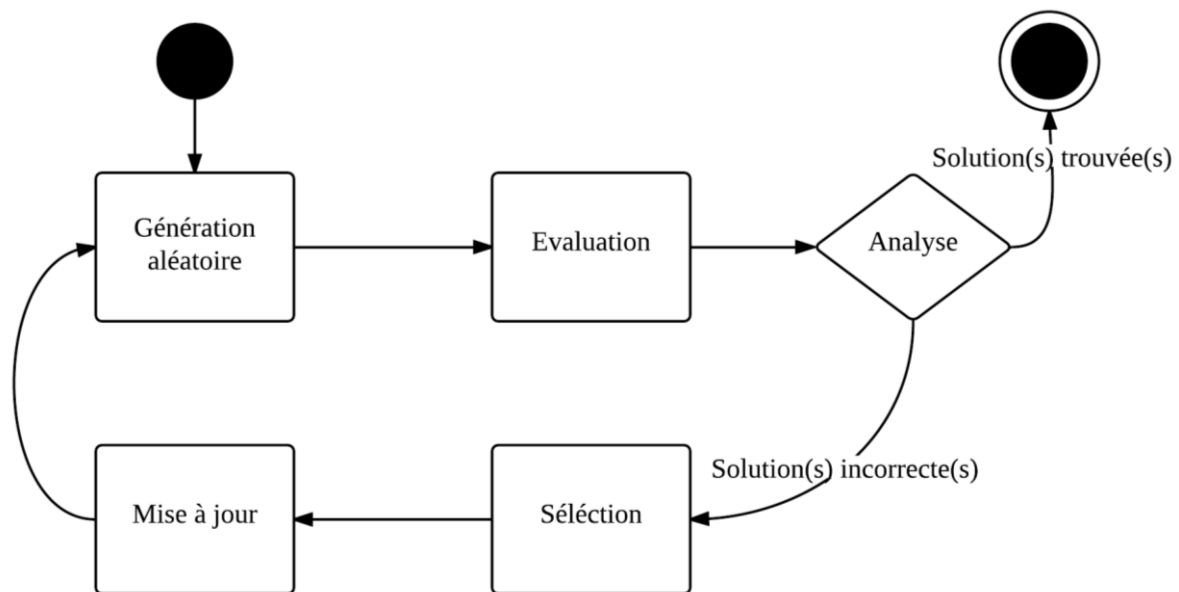 Solution(s) trouvée(s)
Génération
aléatoire
Evaluation
Analyse
Solution(s) incorrecte(s)
Mise à jour
Séléction